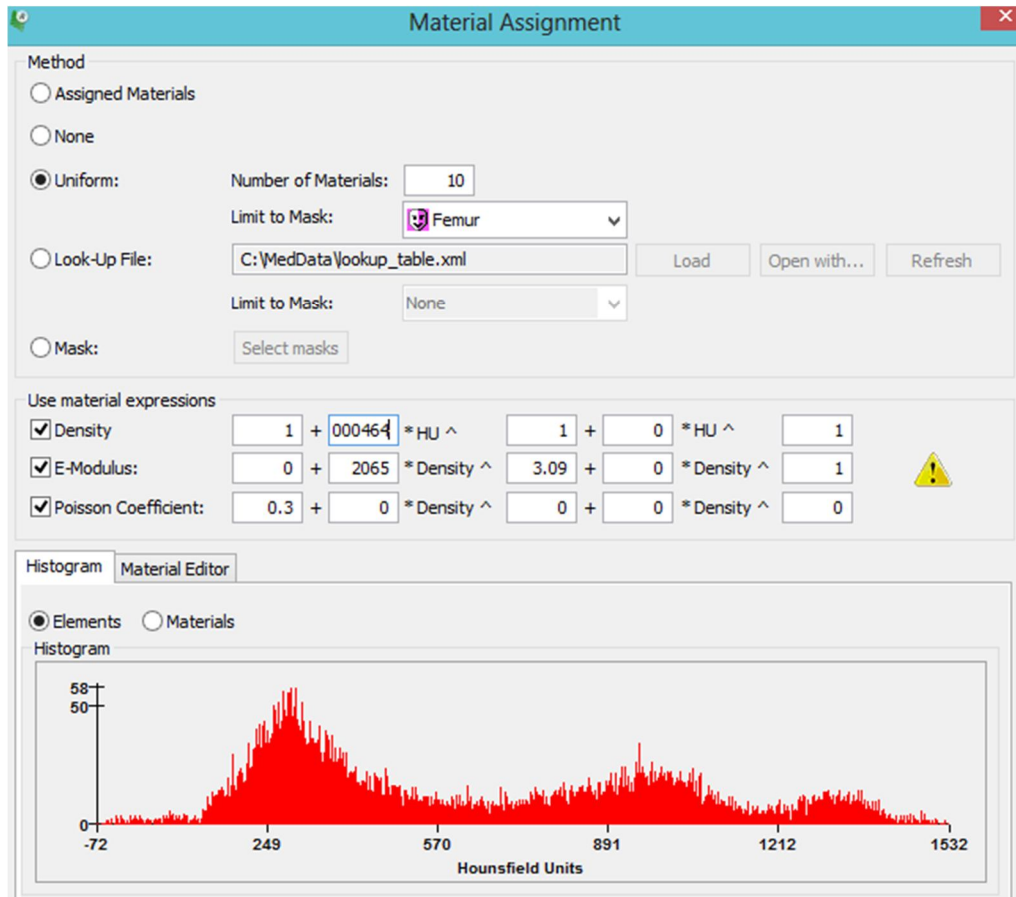 Material Assignment
Method
Assigned Materials
None
Uniform: Number of Materials: 10
Limit to Mask: Femur
Look-Up File: C:\MedData\lookup_table.xml Load Open with... Refresh
Limit to Mask: None
Mask: Select masks
Use material expressions
Density 1 + 000464 * HU ^ 1 + 0 * HU ^ 1
E-Modulus: 0 + 2065 * Density ^ 3.09 + 0 * Density ^ 1
Poisson Coefficient: 0.3 + 0 * Density ^ 0 + 0 * Density ^ 0
Histogram Material Editor
Elements Materials
Histogram
58
50
0
-72 249 570 891 1212 1532
Hounsfield Units